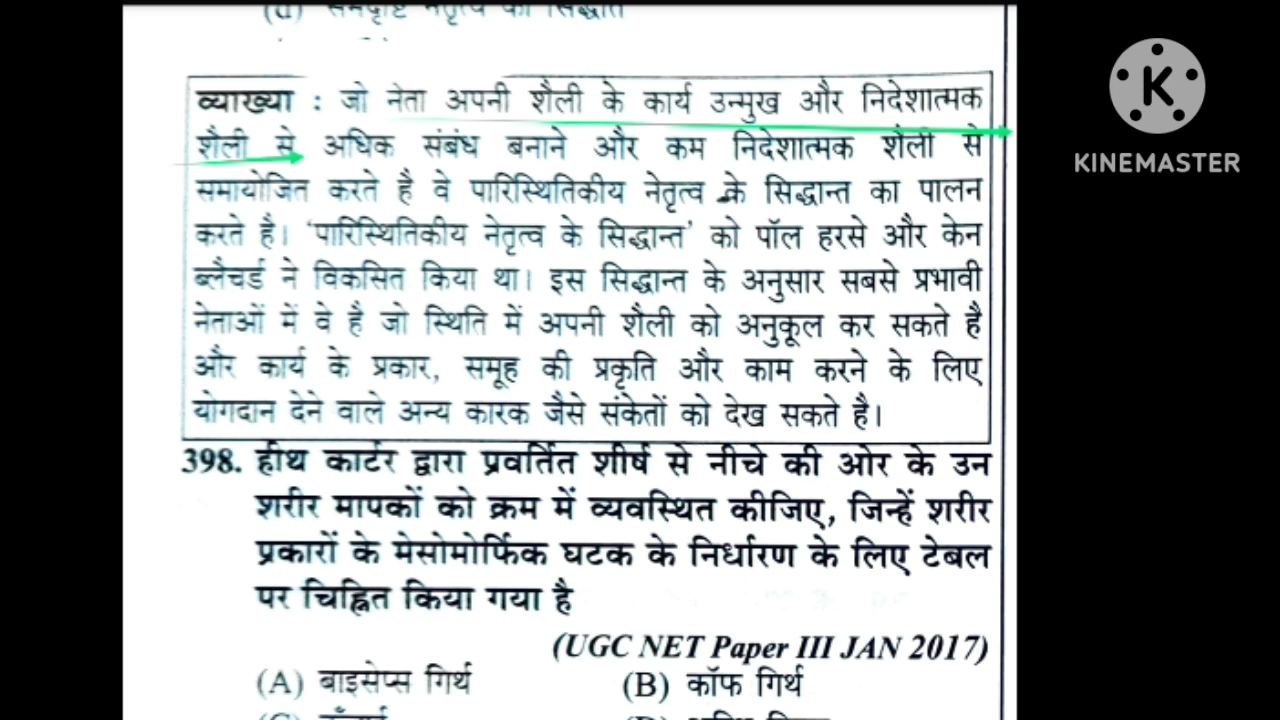 (d) समदृष्टि नेतृत्व का सिद्धांत
व्याख्या : जो नेता अपनी शैली के कार्य उन्मुख और निदेशात्मक
शैली से अधिक संबंध बनाने और कम निदेशात्मक शैली से
समायोजित करते है वे पारिस्थितिकीय नेतृत्व के सिद्धान्त का पालन
करते है। 'पारिस्थितिकीय नेतृत्व के सिद्धान्त' को पॉल हरसे और केन
ब्लैचर्ड ने विकसित किया था। इस सिद्धान्त के अनुसार सबसे प्रभावी
नेताओं में वे है जो स्थिति में अपनी शैली को अनुकूल कर सकते है
और कार्य के प्रकार, समूह की प्रकृति और काम करने के लिए
योगदान देने वाले अन्य कारक जैसे संकेतों को देख सकते है।
398. हीथ कार्टर द्वारा प्रवर्तित शीर्ष से नीचे की ओर के उन
शरीर मापकों को क्रम में व्यवस्थित कीजिए, जिन्हें शरीर
प्रकारों के मेसोमोर्फिक घटक के निर्धारण के लिए टेबल
पर चिह्नित किया गया है
(UGC NET Paper III JAN 2017)
(A) बाइसेप्स गिर्थ (B) कॉफ गिर्थ
K
KINEMASTER